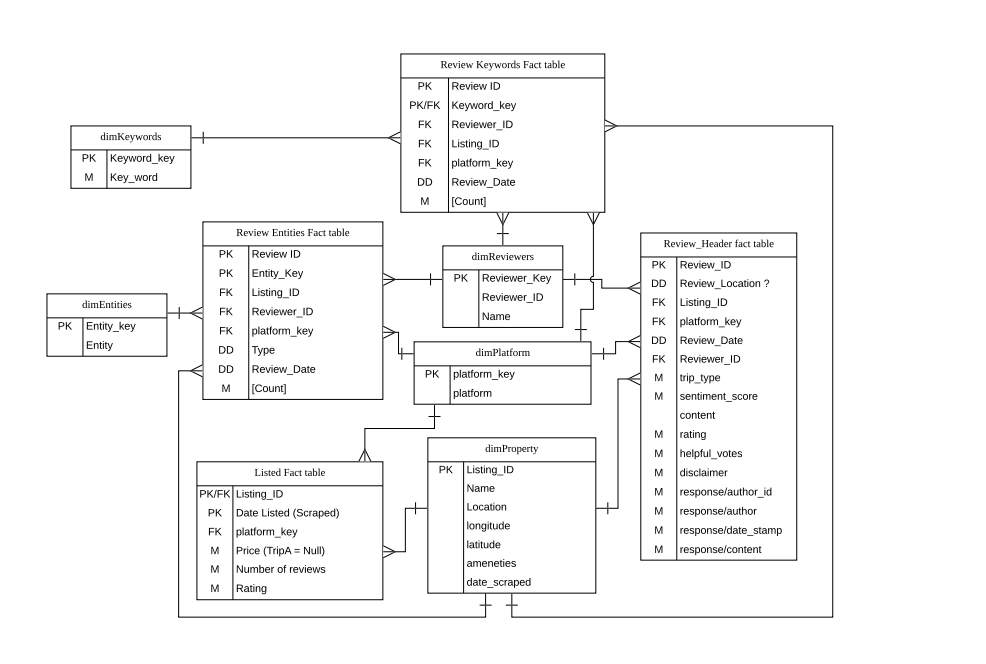 Review Keywords Fact table
PK Review ID
PK/FK Keyword_key
FK Reviewer_ID
FK Listing_ID
FK platform_key
DD Review_Date
M [Count]
dimKeywords
PK Keyword_key
M Key_word
Review Entities Fact table
PK Review ID
PK Entity_Key
FK Listing_ID
FK Reviewer_ID
FK platform_key
DD Type
DD Review_Date
M [Count]
dimReviewers
PK Reviewer_Key
Reviewer_ID
Name
Review_Header fact table
PK Review_ID
DD Review_Location ?
FK Listing_ID
FK platform_key
DD Review_Date
FK Reviewer_ID
M trip_type
M sentiment_score
content
M rating
M helpful_votes
M disclaimer
M response/author_id
M response/author
M response/date_stamp
M response/content
dimEntities
PK Entity_key
Entity
dimPlatform
PK platform_key
platform
dimProperty
PK Listing_ID
Name
Location
longitude
latitude
ameneties
date_scraped
Listed Fact table
PK/FK Listing_ID
PK Date Listed (Scraped)
FK platform_key
M Price (TripA = Null)
M Number of reviews
M Rating